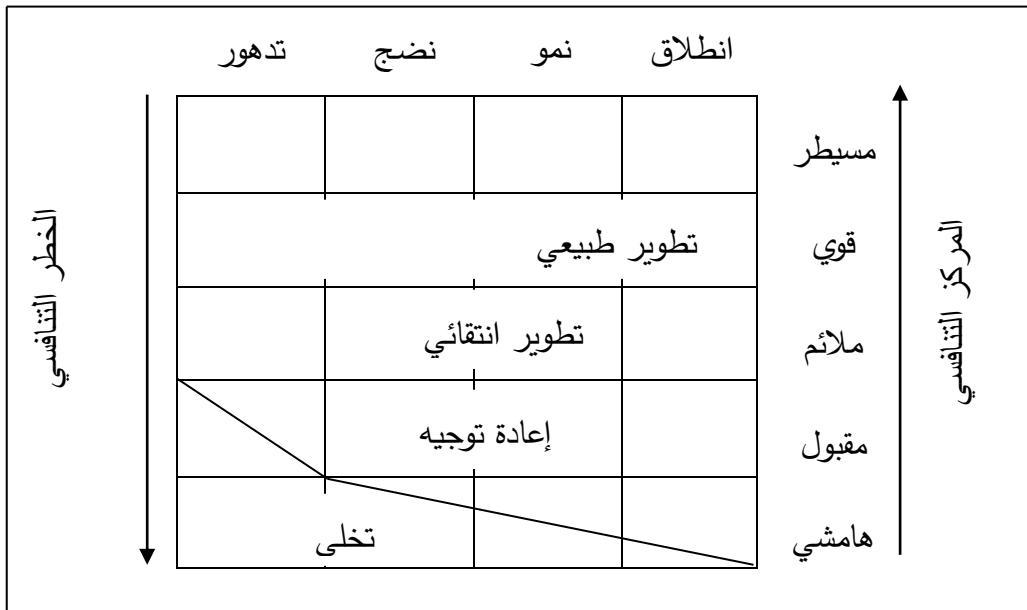 انطلاق نمو نضج تدهور
المركز التنافسي
مسيطر
قوي
تطوير طبيعي
ملائم
تطوير انتقائي
مقبول
إعادة توجيه
هامشي
تخلى
الخطر التنافسي